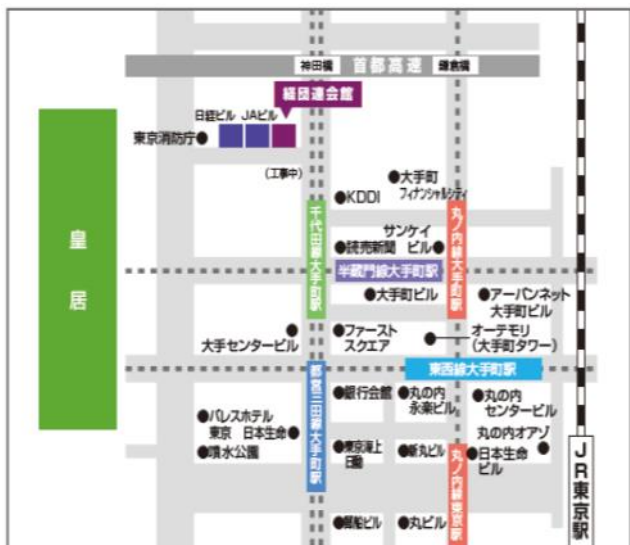 神田橋
首都高速
鎌倉橋
経団連会館
日経ビル JAビル
東京消防庁●
(工事中)
●大手町
フィナンシャルシティ
●KDDI
千代田線大手町駅
丸ノ内線大手町駅
サンケイ
●読売新聞 ビル●
皇居
半蔵門線大手町駅
●大手町ビル
●アーバンネット
大手町ビル
大手センタービル
●ファースト
スクエア
オーテモリ
(大手町タワー)
東西線大手町駅
都営三田線大手町駅
●銀行会館
●丸の内
永楽ビル
●丸の内
センタービル
●パレスホテル
東京 日本生命●
●噴水公園
●東京海上
日動
●新丸ビル
丸の内オアゾ
●日本生命
ビル
丸ノ内線東京駅
JR東京駅
●郵船ビル
●丸ビル